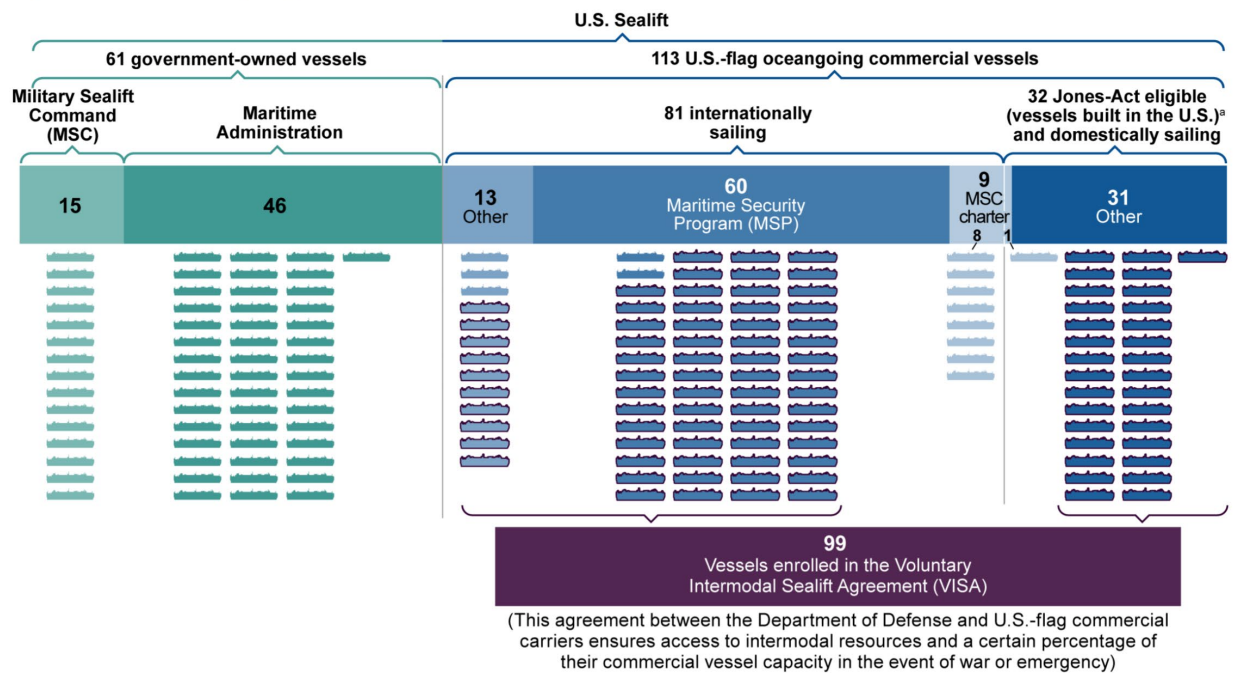 U.S. Sealift
61 government-owned vessels
113 U.S.-flag oceangoing commercial vessels
Military Sealift
Command
(MSC)
Maritime
Administration
81 internationally
sailing
32 Jones-Act eligible
(vessels built in the U.S.)ª
and domestically sailing
15
46
13
Other
60
Maritime Security
Program (MSP)
9
MSC
charter
8
1
31
Other
99
Vessels enrolled in the Voluntary
Intermodal Sealift Agreement (VISA)
(This agreement between the Department of Defense and U.S.-flag commercial
carriers ensures access to intermodal resources and a certain percentage of
their commercial vessel capacity in the event of war or emergency)